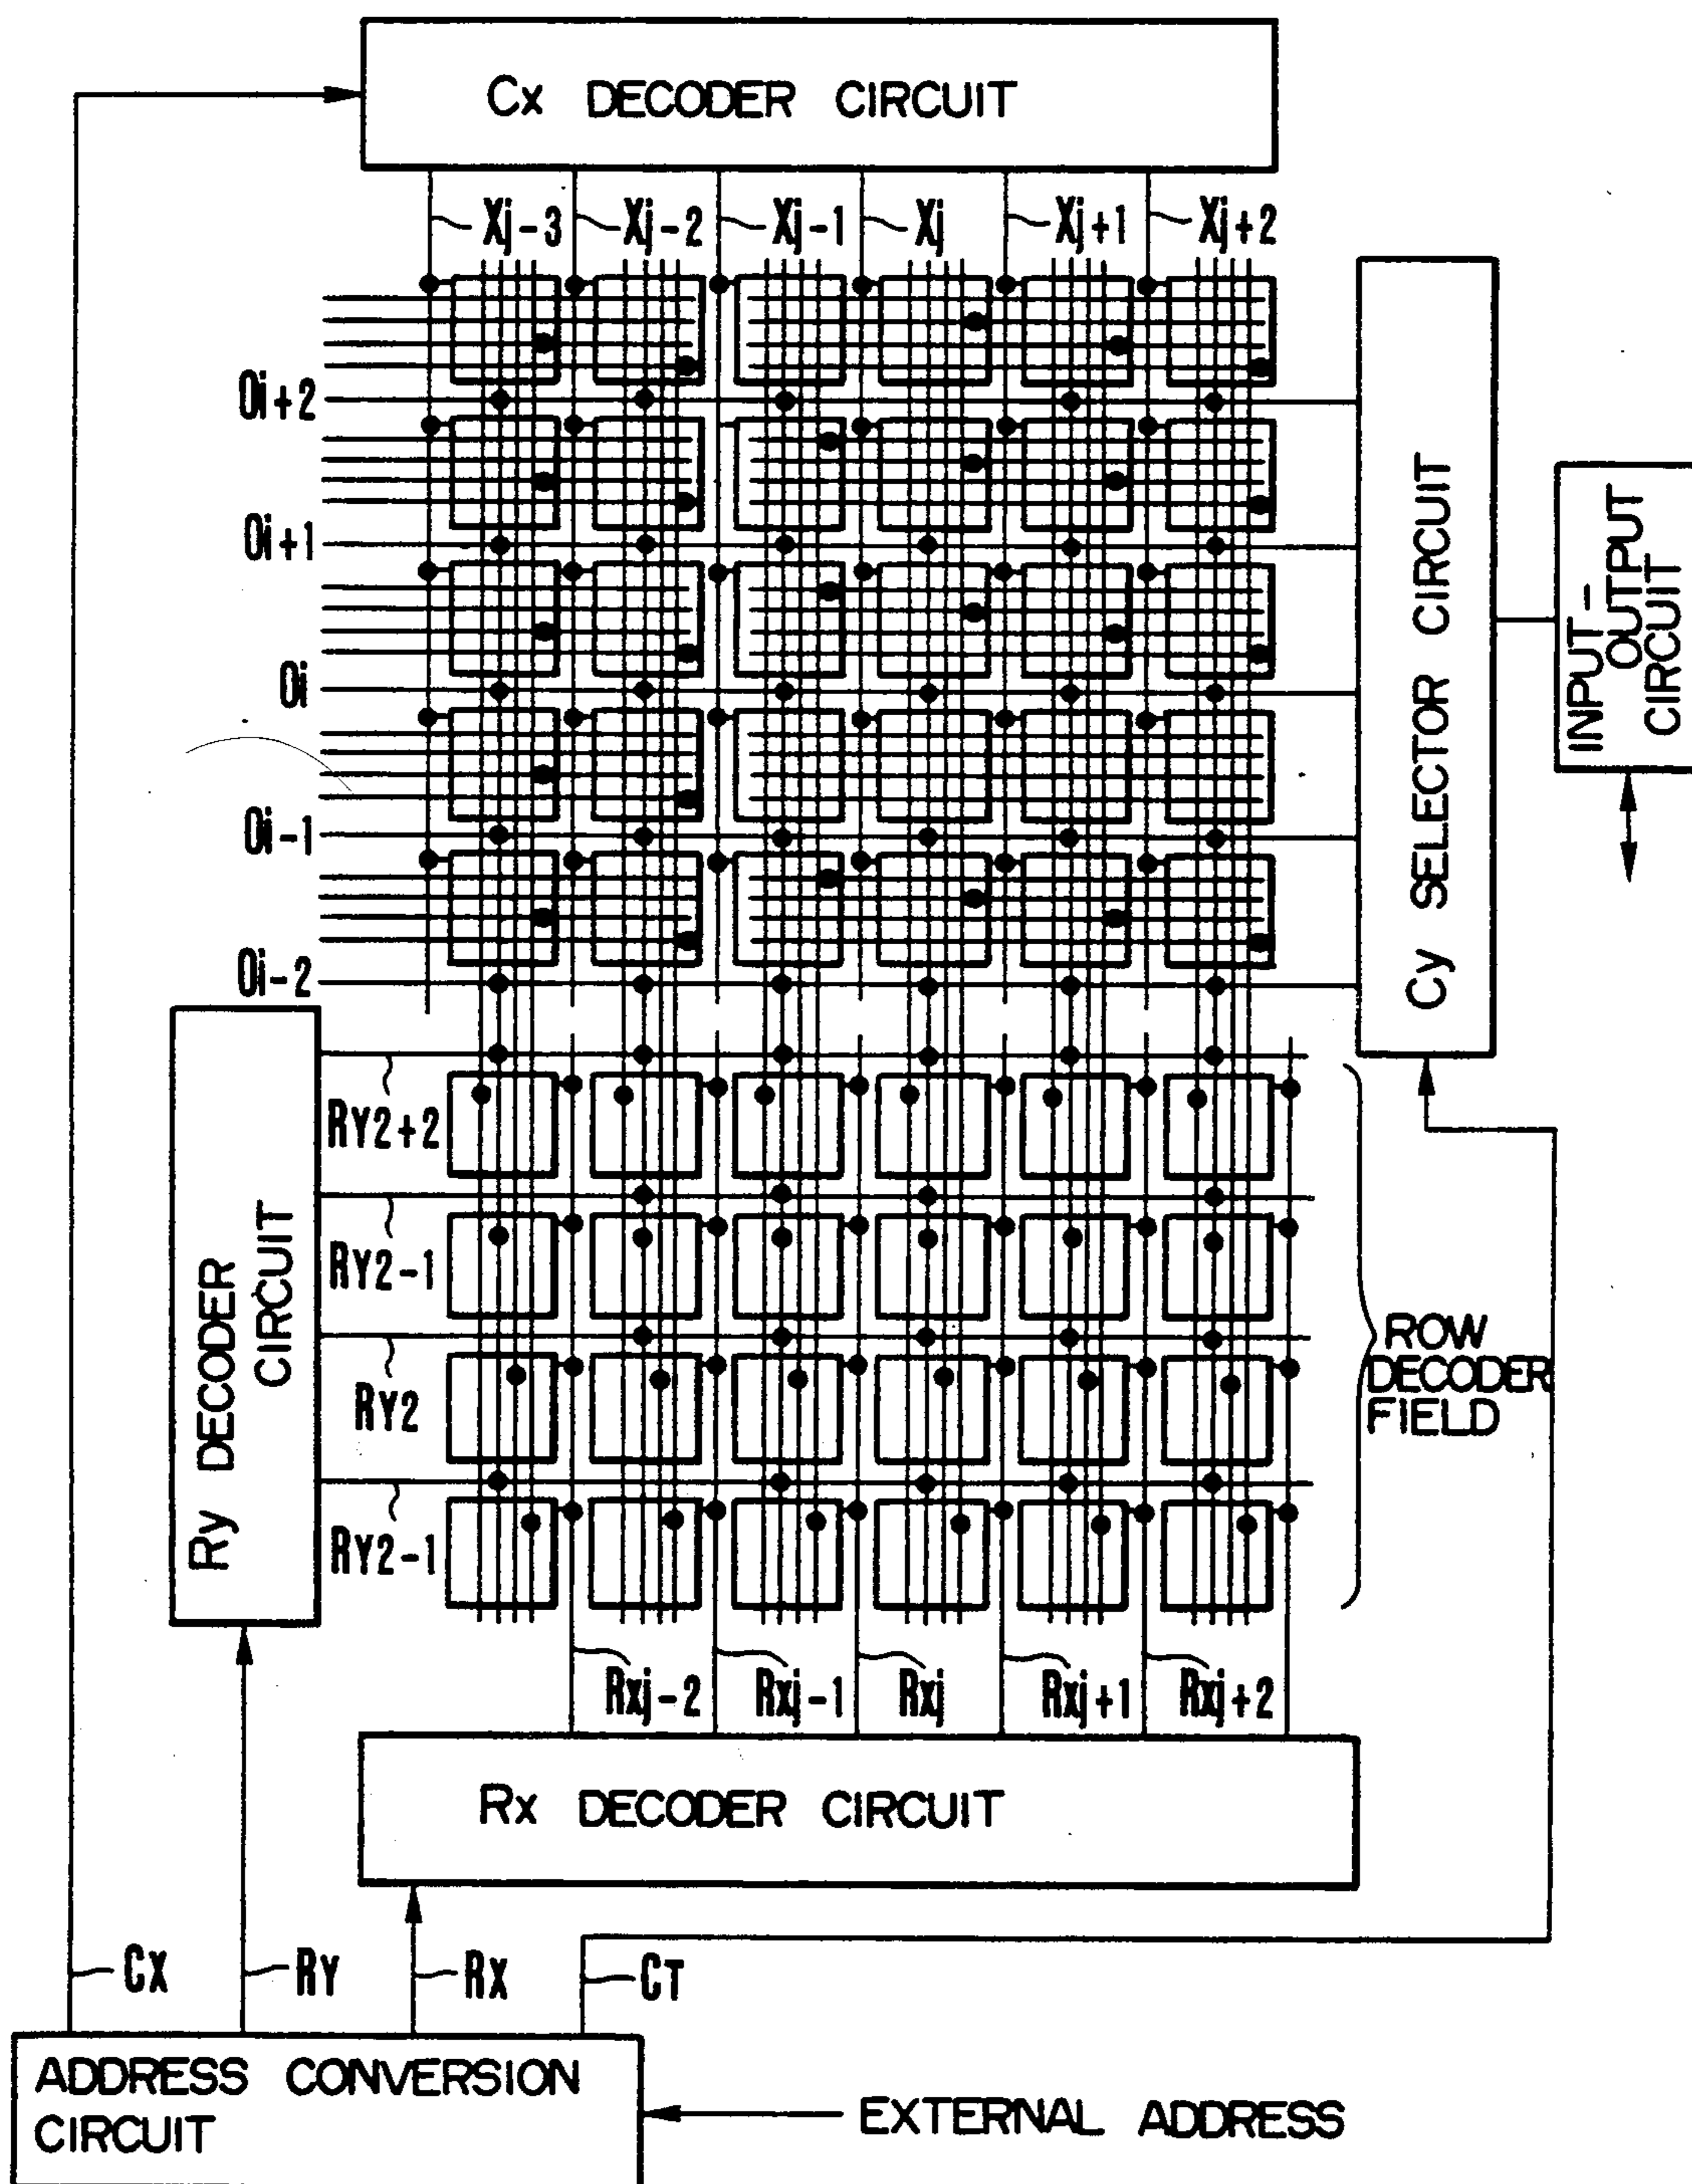 Cx DECODER CIRCUIT
Xj-3 Xj-2 Xj-1 Xj Xj+1 Xj+2
Oi+2
Oi+1
Oi
Oi-1
Oi-2
Cy SELECTOR CIRCUIT
INPUT-
OUTPUT
CIRCUIT
Ry DECODER
CIRCUIT
RY2+2
RY2-1
RY2
RY2-1
ROW
DECODER
FIELD
Rxj-2 Rxj-1 Rxj Rxj+1 Rxj+2
Rx DECODER CIRCUIT
CX RY RX CT
ADDRESS CONVERSION
CIRCUIT
EXTERNAL ADDRESS